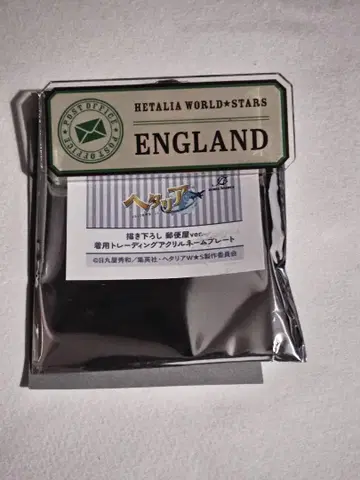 POST OFFICE
POST OFFICE
HETALIA WORLD★STARS
ENGLAND
ヘタリア
描き下ろし 郵便屋ver.
着用トレーディングアクリルネームプレート
©日丸屋秀和／集英社・ヘタリアW★S製作委員会